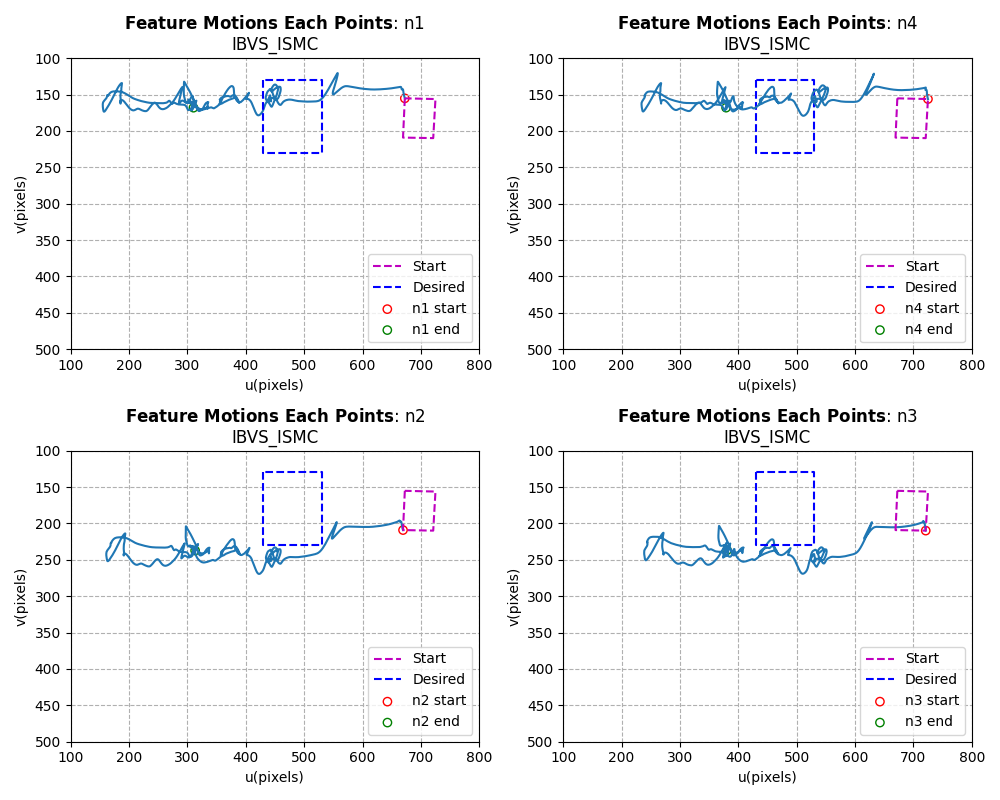 Feature Motions Each Points: n1
IBVS_ISMC
100
150
200
250
300
350
400
450
500
v(pixels)
Start
Desired
n1 start
n1 end
100 200 300 400 500 600 700 800
u(pixels)
Feature Motions Each Points: n4
IBVS_ISMC
100
150
200
250
300
350
400
450
500
v(pixels)
Start
Desired
n4 start
n4 end
100 200 300 400 500 600 700 800
u(pixels)
Feature Motions Each Points: n2
IBVS_ISMC
100
150
200
250
300
350
400
450
500
v(pixels)
Start
Desired
n2 start
n2 end
100 200 300 400 500 600 700 800
u(pixels)
Feature Motions Each Points: n3
IBVS_ISMC
100
150
200
250
300
350
400
450
500
v(pixels)
Start
Desired
n3 start
n3 end
100 200 300 400 500 600 700 800
u(pixels)